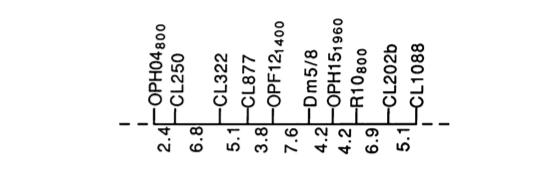 OPH04800
CL250
CL322
CL877
OPF121400
Dm5/8
OPH151960
R10800
CL202b
CL1088
2.4
6.8
5.1
3.8
7.6
4.2
4.2
6.9
5.1